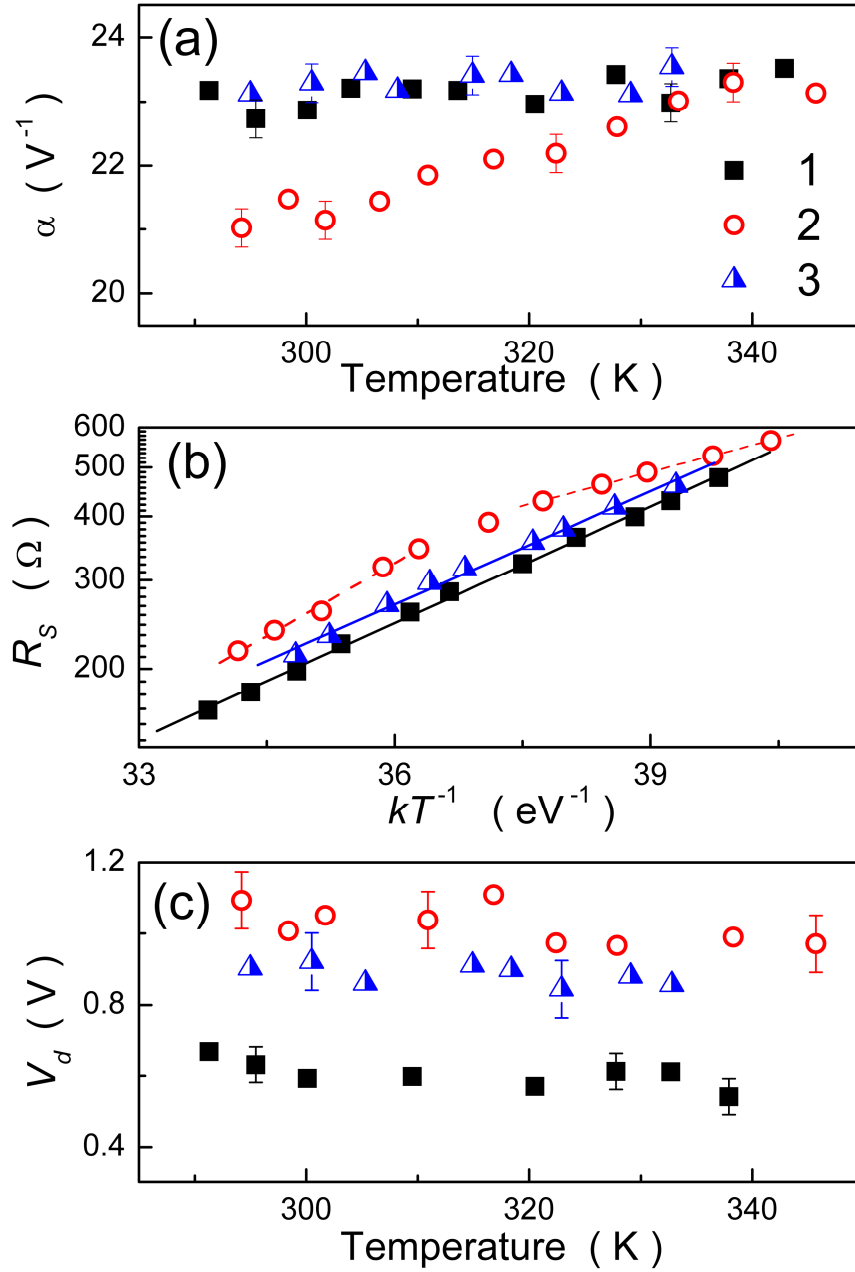 (a)
24
22
20
α ( V⁻¹ )
1
2
3
300
320
340
Temperature ( K )
(b)
600
500
400
300
200
R_S (Ω)
33
36
39
kT⁻¹ ( eV⁻¹ )
(c)
1.2
0.8
0.4
V_d (V)
300
320
340
Temperature ( K )